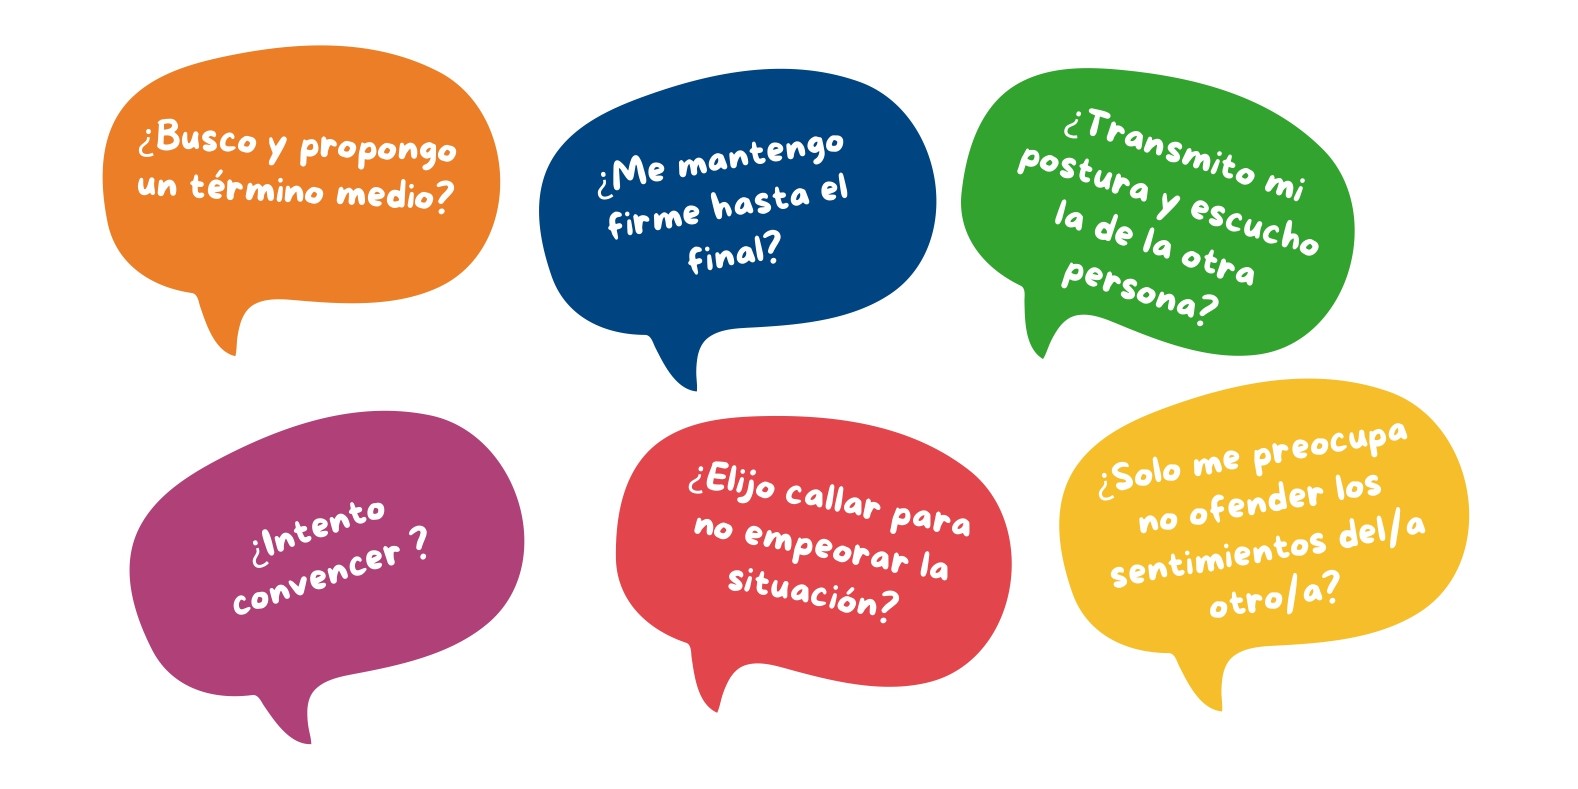 ¿Busco y propongo
un término medio?
¿Me mantengo
firme hasta el
final?
¿Transmito mi
postura y escucho
la de la otra
persona?
¿Intento
convencer ?
¿Elijo callar para
no empeorar la
situación?
¿Solo me preocupa
no ofender los
sentimientos del/a
otro/a?